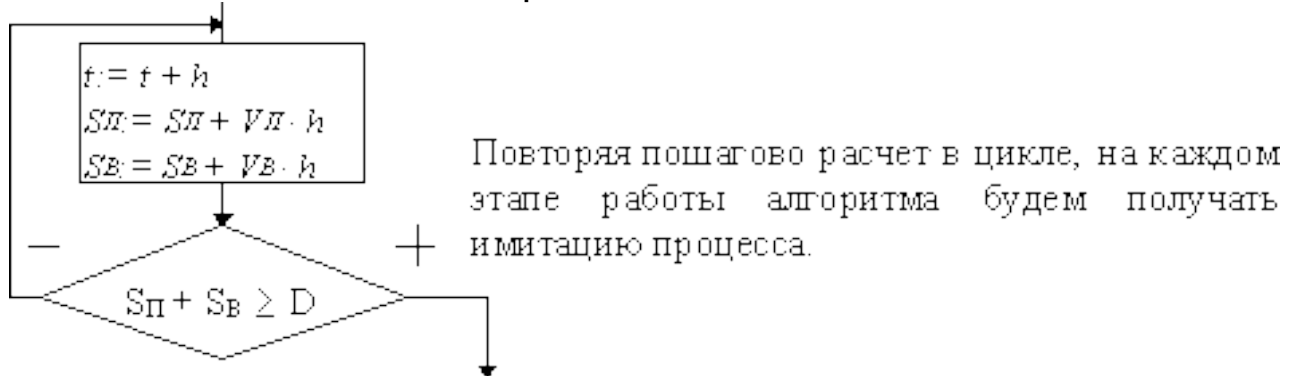 t:= t + h
Sп:= Sп + Vп · h
Sв:= Sв + Vв · h
Повторяя пошагово расчет в цикле, на каждом
этапе работы алгоритма будем получать
имитацию процесса.
— +
Sп + Sв ≥ D